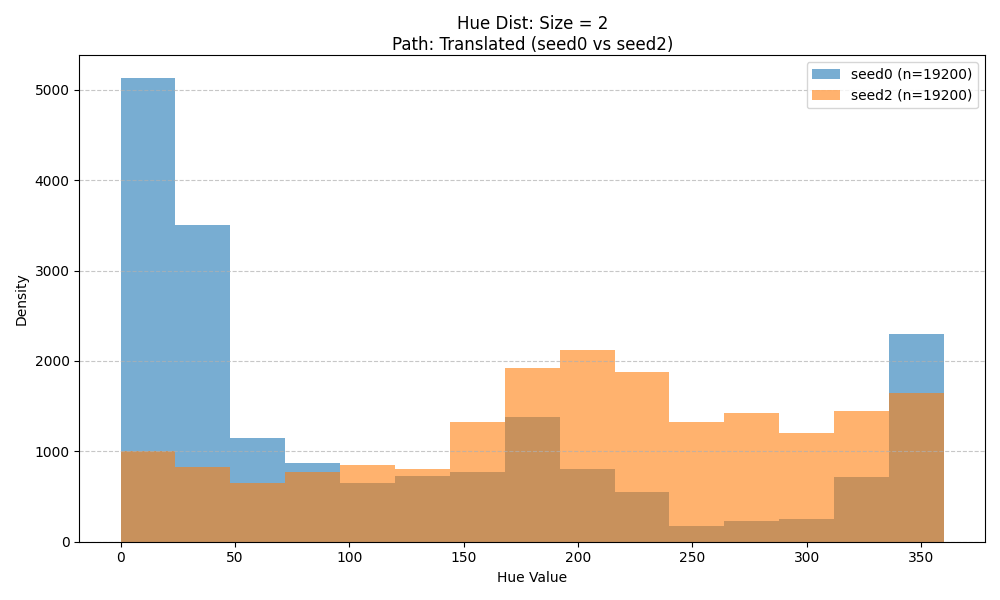 Hue Dist: Size = 2
Path: Translated (seed0 vs seed2)
seed0 (n=19200)
seed2 (n=19200)
Density
5000
4000
3000
2000
1000
0
0 50 100 150 200 250 300 350
Hue Value